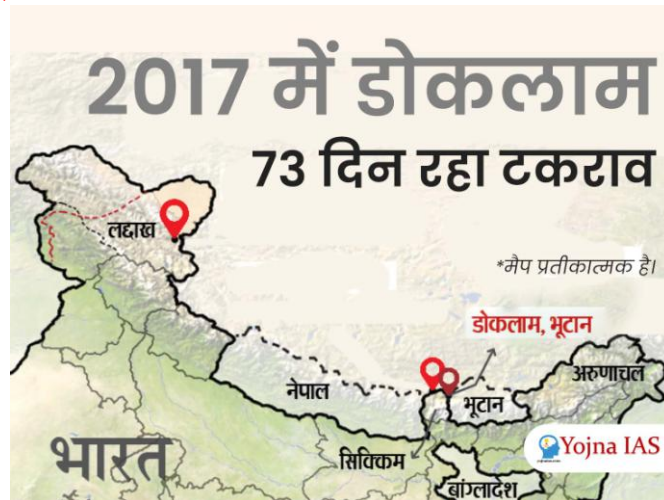 2017 में डोकलाम
73 दिन रहा टकराव
लद्दाख
*मैप प्रतीकात्मक है।
डोकलाम, भूटान
नेपाल
अरुणाचल
भूटान
भारत
सिक्किम
Yojna IAS
बांग्लादेश